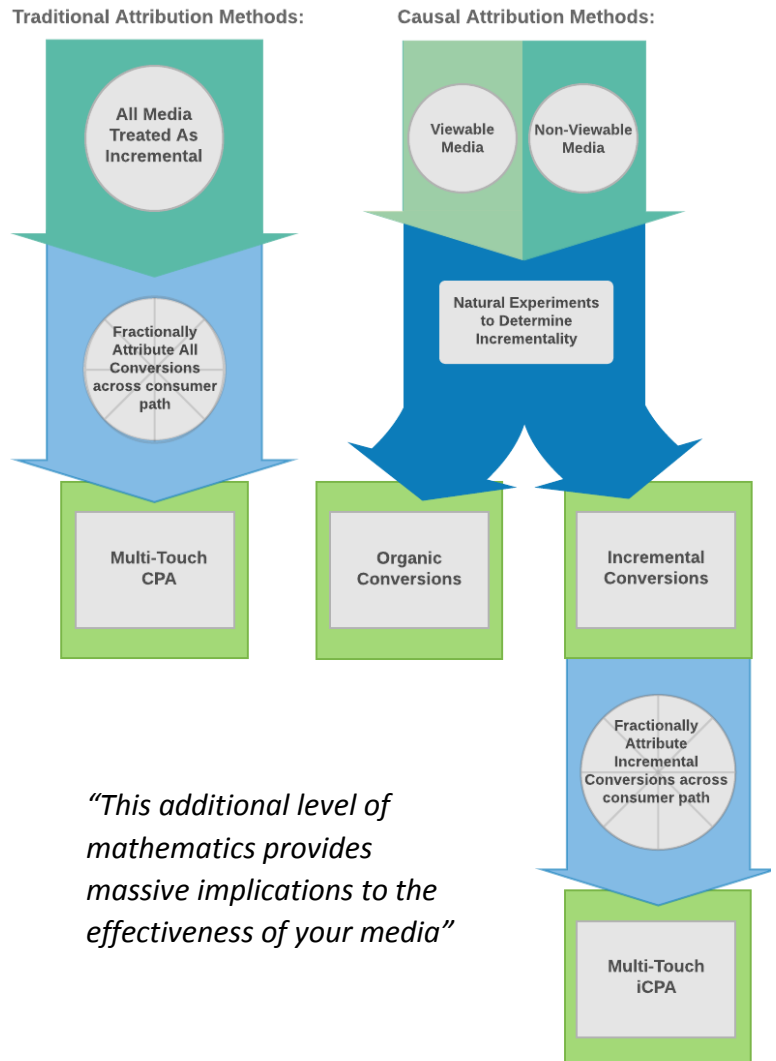 Traditional Attribution Methods:
All Media
Treated As
Incremental
Fractionally
Attribute All
Conversions
across consumer
path
Multi-Touch
CPA
Causal Attribution Methods:
Viewable
Media
Non-Viewable
Media
Natural Experiments
to Determine
Incrementality
Organic
Conversions
Incremental
Conversions
Fractionally
Attribute
Incremental
Conversions across
consumer path
Multi-Touch
iCPA
“This additional level of
mathematics provides
massive implications to the
effectiveness of your media”